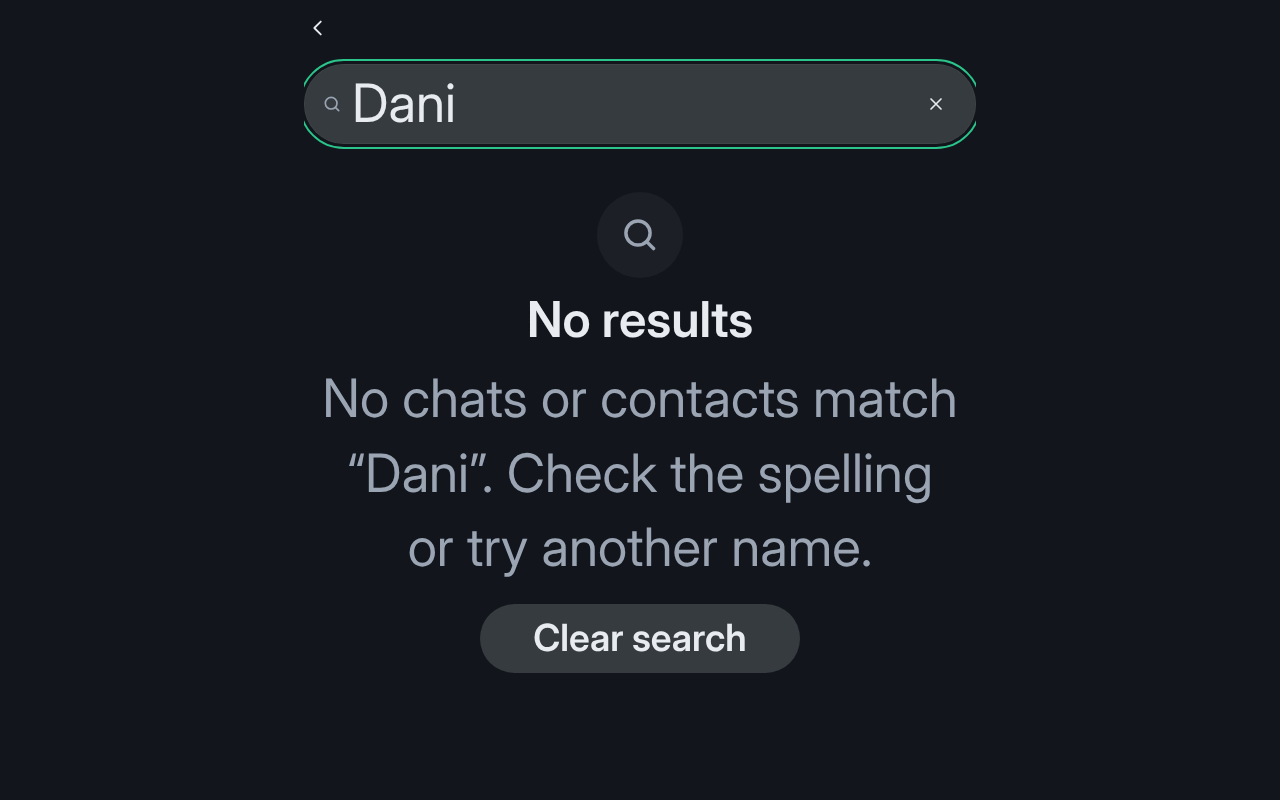 Dani
No results
No chats or contacts match
“Dani”. Check the spelling
or try another name.
Clear search